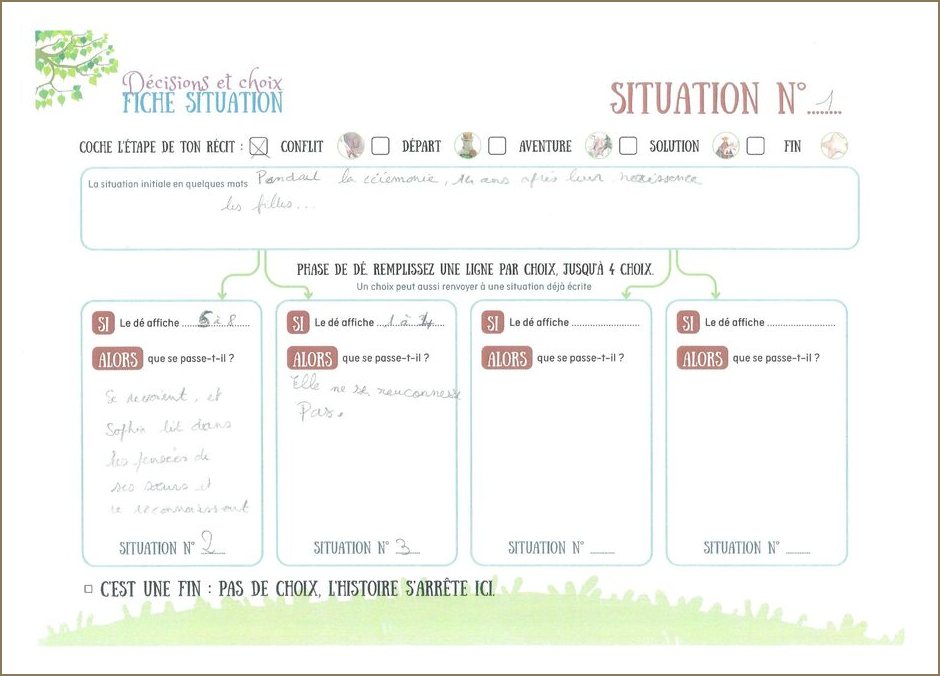 Décisions et choix
FICHE SITUATION
SITUATION N° 1
COCHE L'ÉTAPE DE TON RÉCIT : CONFLIT DÉPART AVENTURE SOLUTION FIN
La situation initiale en quelques mots Pendant la cérémonie, ans après leur naissance
les filles...
PHASE DE DÉ. REMPLISSEZ UNE LIGNE PAR CHOIX, JUSQU'À 4 CHOIX.
Un choix peut aussi renvoyer à une situation déjà écrite
SI Le dé affiche 5 à 8
ALORS que se passe-t-il ?
Se revoient, et
Sophia lit dans
les pensées de
ses sœurs et
se reconnaissent
SITUATION N° 2
SI Le dé affiche 1 à 4
ALORS que se passe-t-il ?
Elle ne se reuconnesse
Pas.
SITUATION N° 3
SI Le dé affiche
ALORS que se passe-t-il ?
SITUATION N°
SI Le dé affiche
ALORS que se passe-t-il ?
SITUATION N°
C'EST UNE FIN : PAS DE CHOIX, L'HISTOIRE S'ARRÊTE ICI.